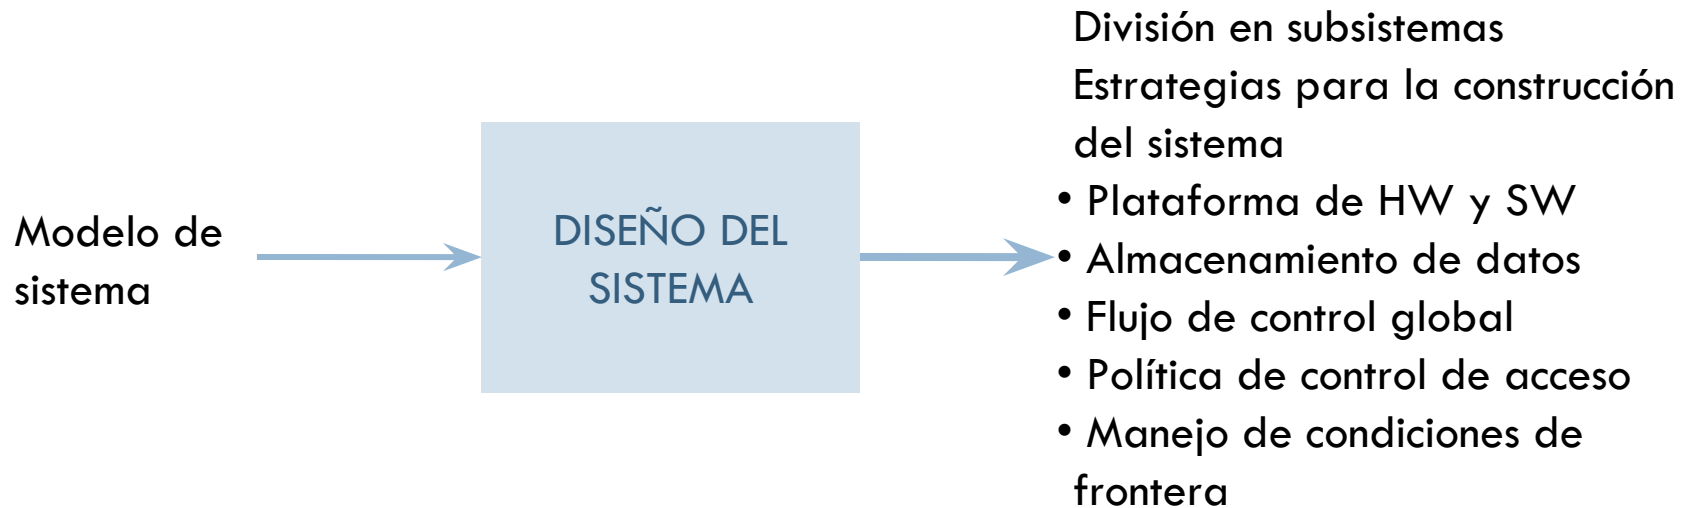 Modelo de
sistema
DISEÑO DEL
SISTEMA
División en subsistemas
Estrategias para la construcción
del sistema
• Plataforma de HW y SW
• Almacenamiento de datos
• Flujo de control global
• Política de control de acceso
• Manejo de condiciones de
frontera